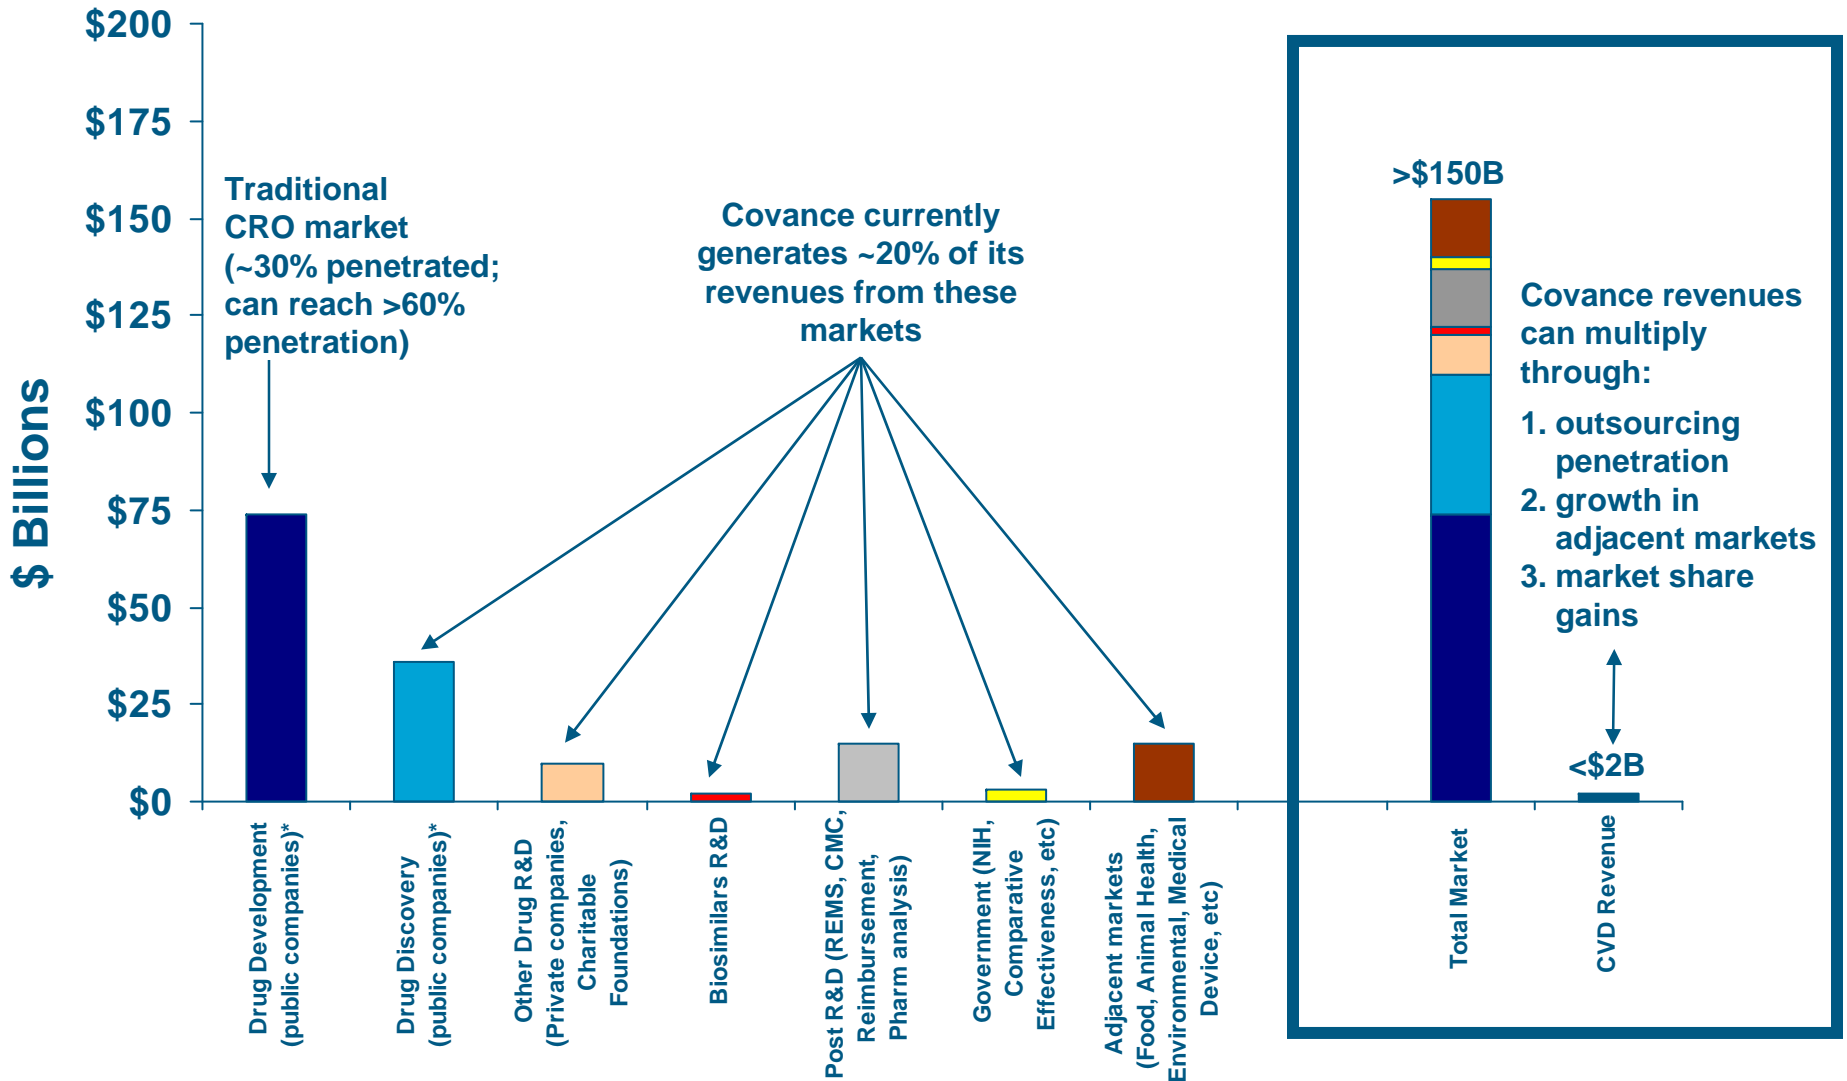 $ Billions
$200
$175
$150
$125
$100
$75
$50
$25
$0
Traditional
CRO market
(~30% penetrated;
can reach >60%
penetration)
Covance currently
generates ~20% of its
revenues from these
markets
>$150B
Covance revenues
can multiply
through:
1. outsourcing
penetration
2. growth in
adjacent markets
3. market share
gains
<$2B
Drug Development
(public companies)*
Drug Discovery
(public companies)*
Other Drug R&D
(Private companies,
Charitable
Foundations)
Biosimilars R&D
Post R&D (REMS, CMC,
Reimbursement,
Pharm analysis)
Government (NIH,
Comparative
Effectiveness, etc)
Adjacent markets
(Food, Animal Health,
Environmental, Medical
Device, etc)
Total Market
CVD Revenue